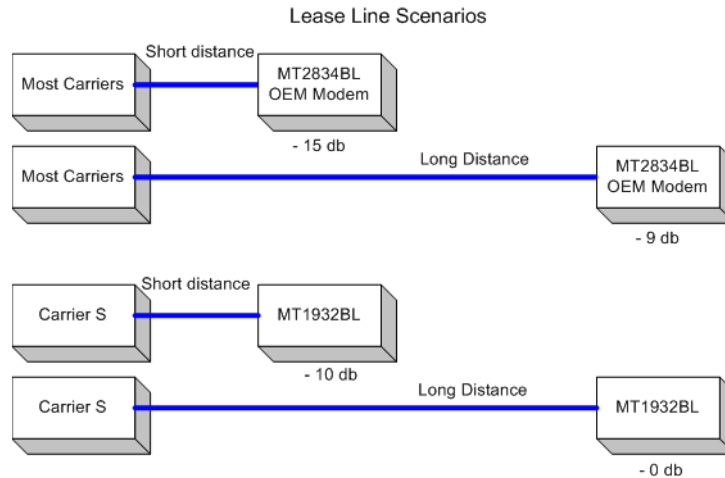 Lease Line Scenarios
Short distance
Most Carriers
MT2834BL
OEM Modem
- 15 db
Most Carriers
Long Distance
MT2834BL
OEM Modem
- 9 db
Short distance
Carrier S
MT1932BL
- 10 db
Carrier S
Long Distance
MT1932BL
- 0 db